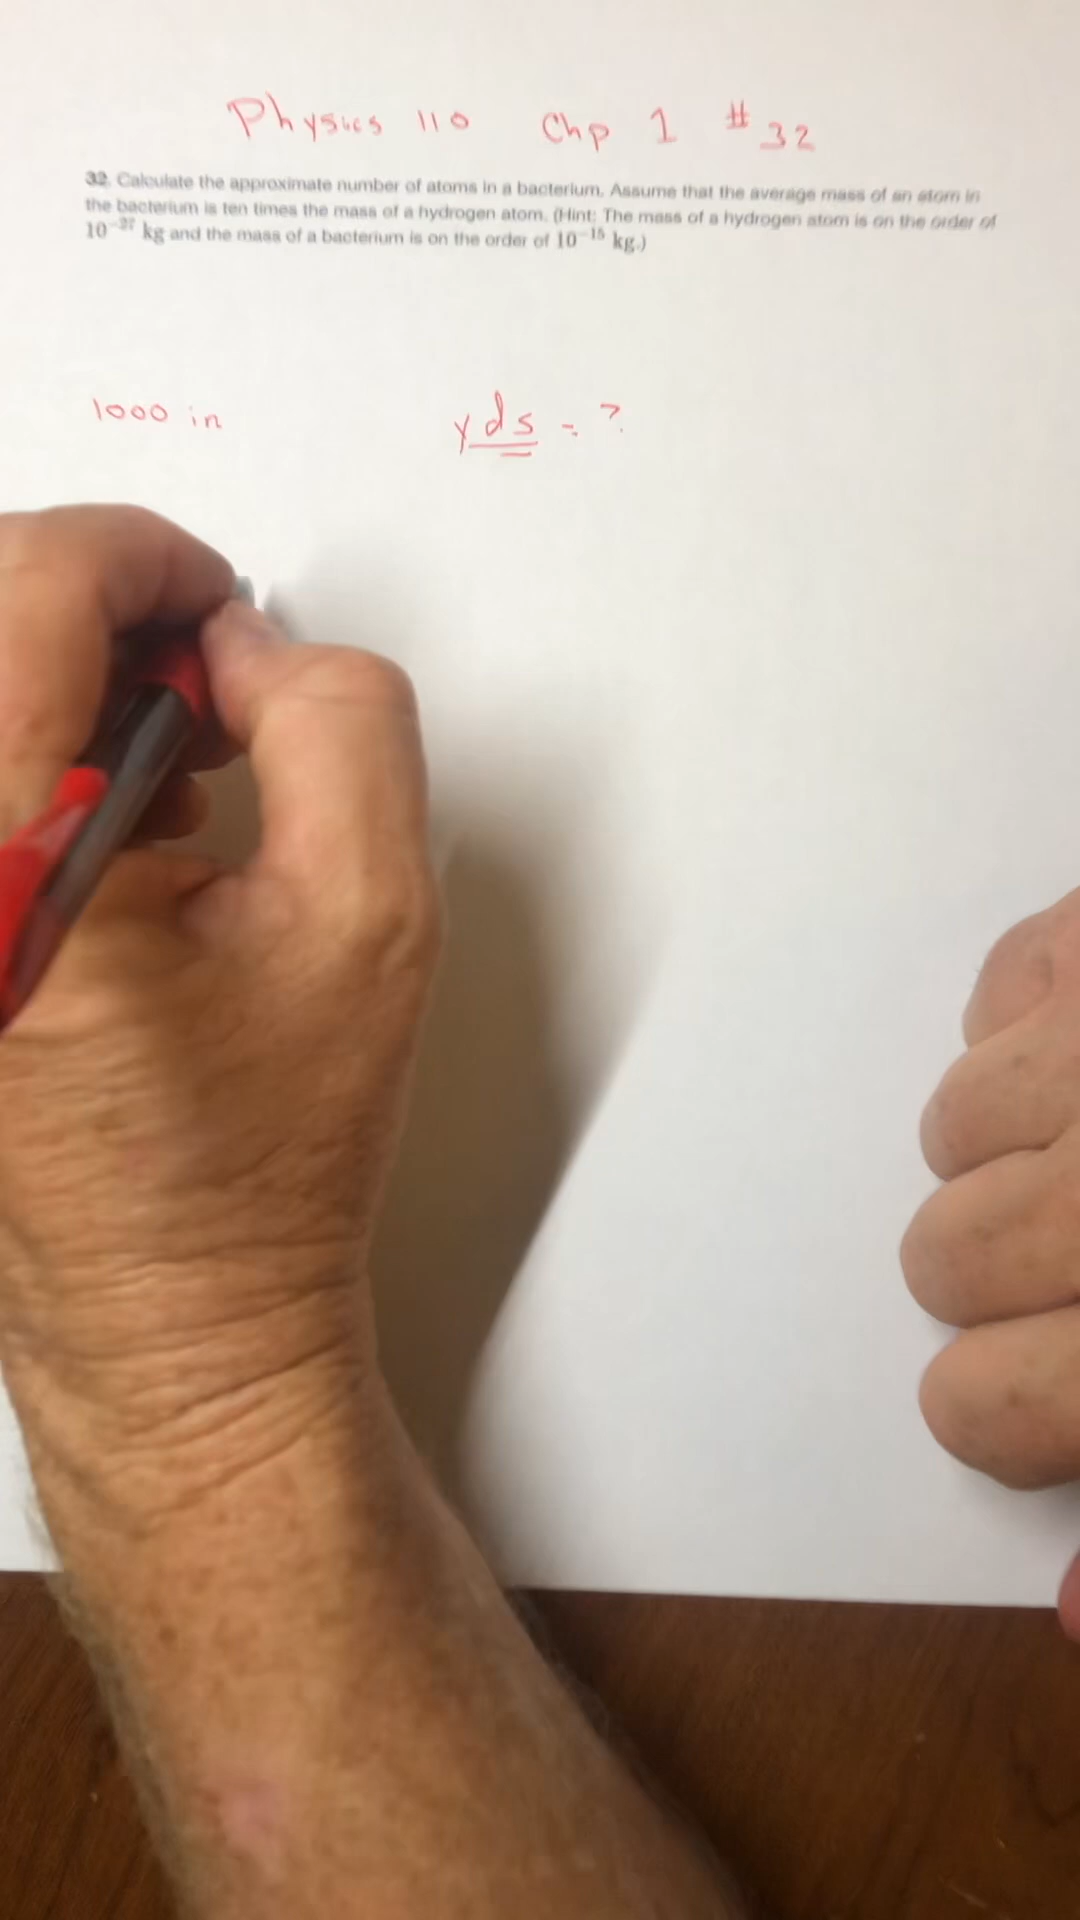 Physics 110 Chp 1 #32
32. Calculate the approximate number of atoms in a bacterium. Assume that the average mass of an atom in
the bacterium is ten times the mass of a hydrogen atom. (Hint: The mass of a hydrogen atom is on the order of
10⁻²⁷ kg and the mass of a bacterium is on the order of 10⁻¹⁵ kg.)
1000 in yds = ?